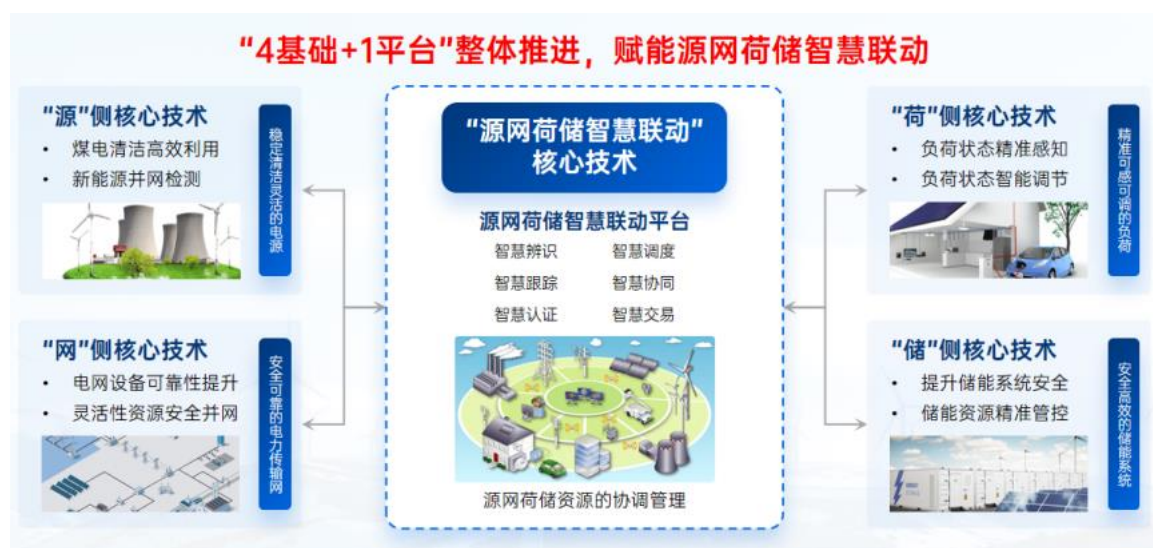 “4基础+1平台”整体推进，赋能源网荷储智慧联动
“源”侧核心技术
• 煤电清洁高效利用
• 新能源并网检测
稳定清洁灵活的电源
“网”侧核心技术
• 电网设备可靠性提升
• 灵活性资源安全并网
安全可靠的电力传输网
“源网荷储智慧联动”
核心技术
源网荷储智慧联动平台
智慧辨识 智慧调度
智慧跟踪 智慧协同
智慧认证 智慧交易
源网荷储资源的协调管理
“荷”侧核心技术
• 负荷状态精准感知
• 负荷状态智能调节
精准可感可调的负荷
“储”侧核心技术
• 提升储能系统安全
• 储能资源精准管控
安全高效的储能系统